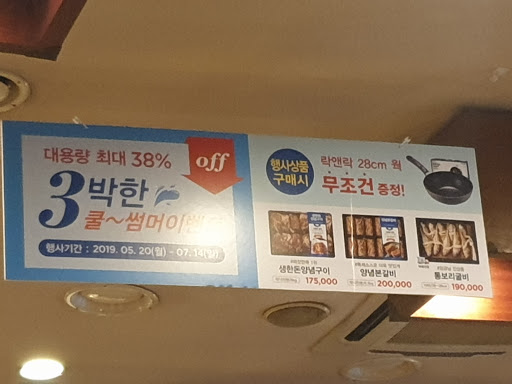 대용량 최대 38%
off
3박한
쿨~썸머이벤
행사기간 : 2019. 05. 20(월) - 07. 14(일)
행사상품
구매시
락앤락 28cm 웍
무조건 증정!
생한돈양념구이
175,000
양념본갈비
200,000
통보리굴비
190,000